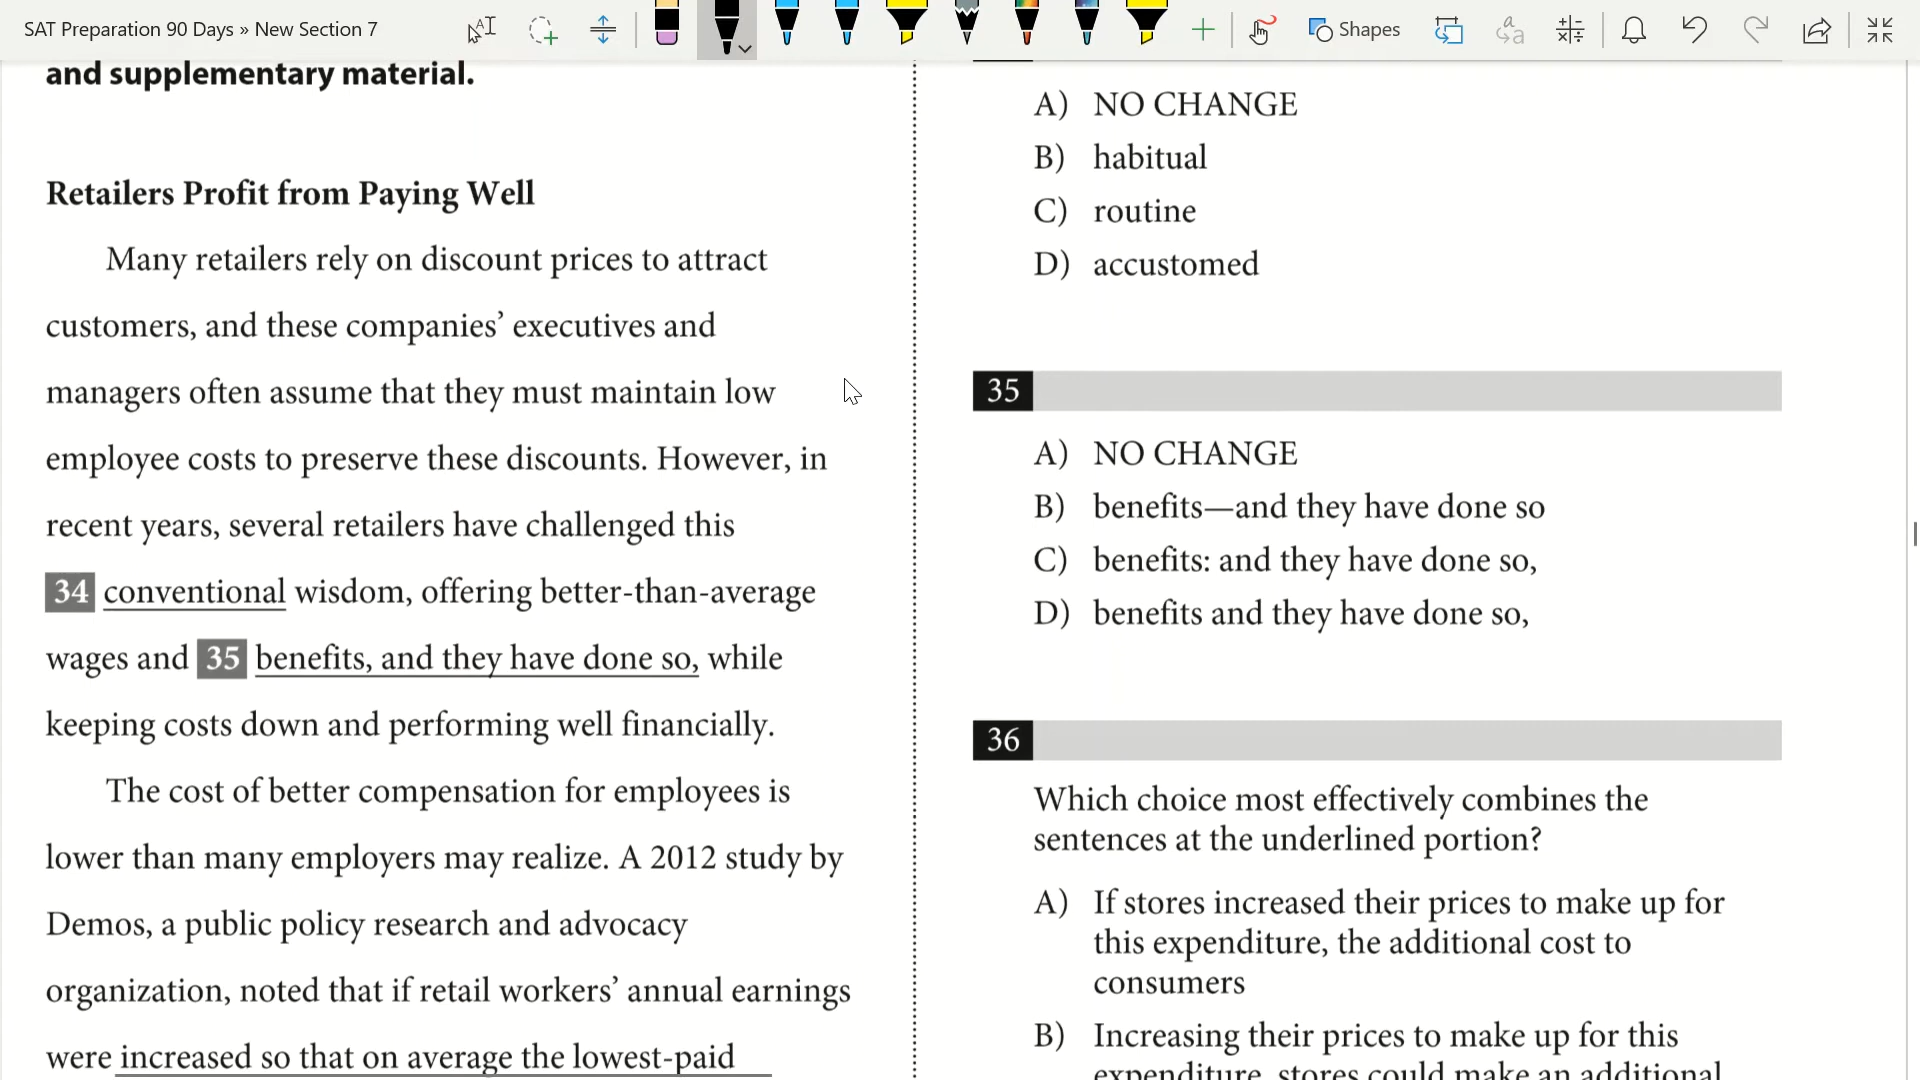 SAT Preparation 90 Days » New Section 7
Shapes
and supplementary material.
Retailers Profit from Paying Well
Many retailers rely on discount prices to attract
customers, and these companies’ executives and
managers often assume that they must maintain low
employee costs to preserve these discounts. However, in
recent years, several retailers have challenged this
34 conventional wisdom, offering better-than-average
wages and 35 benefits, and they have done so, while
keeping costs down and performing well financially.
The cost of better compensation for employees is
lower than many employers may realize. A 2012 study by
Demos, a public policy research and advocacy
organization, noted that if retail workers’ annual earnings
were increased so that on average the lowest-paid
A) NO CHANGE
B) habitual
C) routine
D) accustomed
35
A) NO CHANGE
B) benefits—and they have done so
C) benefits: and they have done so,
D) benefits and they have done so,
36
Which choice most effectively combines the
sentences at the underlined portion?
A) If stores increased their prices to make up for
this expenditure, the additional cost to
consumers
B) Increasing their prices to make up for this
expenditure, stores could make an additional